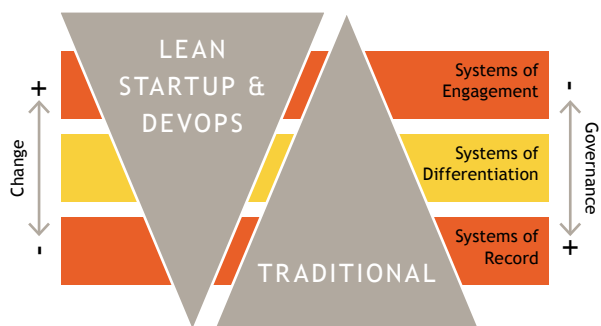 LEAN
STARTUP &
DEVOPS
TRADITIONAL
Systems of
Engagement
Systems of
Differentiation
Systems of
Record
+
Change
-
-
Governance
+